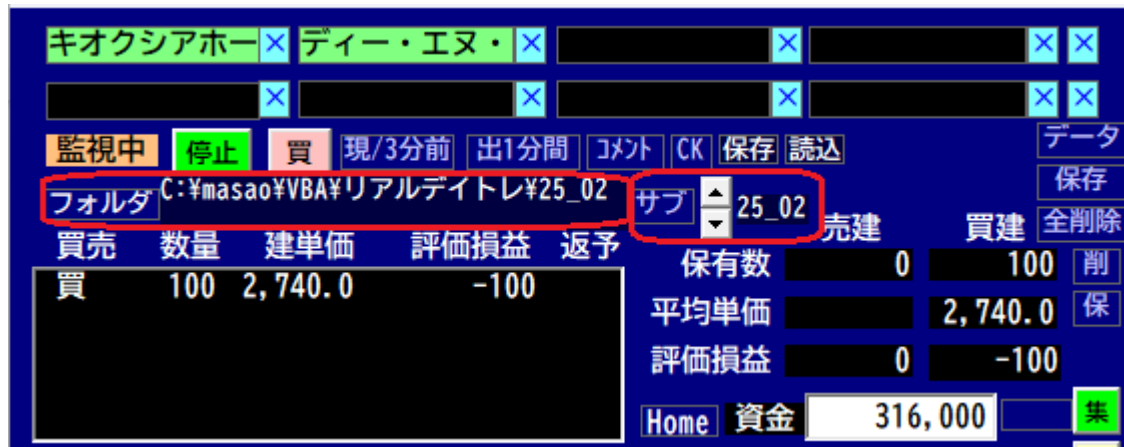 キオクシアホー × ディー・エヌ・ × × × ×
× × × × ×
監視中 停止 買 現/3分前 出1分間 ｺﾒﾝﾄ CK 保存 読込 データ
フォルダ C:¥masao¥VBA¥リアルデイトレ¥25_02 サブ 25_02 保存
買売 数量 建単価 評価損益 返予 売建 買建 全削除
買 100 2,740.0 -100 保有数 0 100 削
平均単価 2,740.0 保
評価損益 0 -100
Home 資金 316,000 集